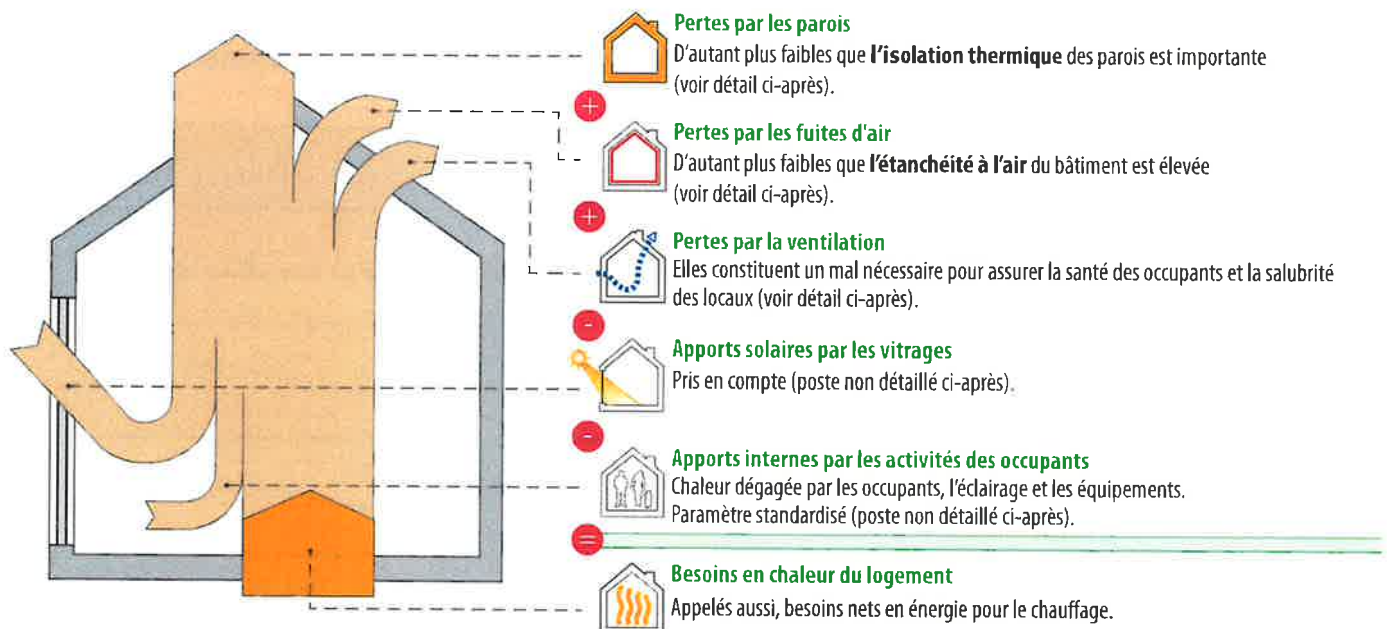 Pertes par les parois
D'autant plus faibles que l'isolation thermique des parois est importante
(voir détail ci-après).
+
Pertes par les fuites d'air
D'autant plus faibles que l'étanchéité à l'air du bâtiment est élevée
(voir détail ci-après).
+
Pertes par la ventilation
Elles constituent un mal nécessaire pour assurer la santé des occupants et la salubrité
des locaux (voir détail ci-après).
-
Apports solaires par les vitrages
Pris en compte (poste non détaillé ci-après).
-
Apports internes par les activités des occupants
Chaleur dégagée par les occupants, l'éclairage et les équipements.
Paramètre standardisé (poste non détaillé ci-après).
=
Besoins en chaleur du logement
Appelés aussi, besoins nets en énergie pour le chauffage.